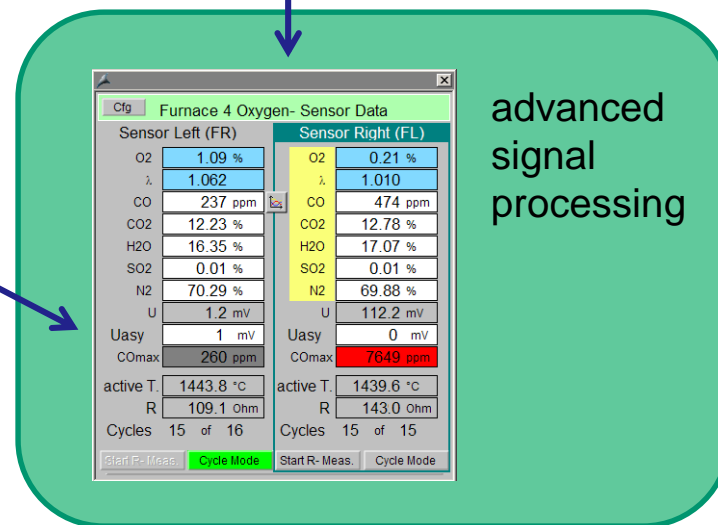 Cfg Furnace 4 Oxygen- Sensor Data
Sensor Left (FR) Sensor Right (FL)
O2 1.09 % O2 0.21 %
λ 1.062 λ 1.010
CO 237 ppm CO 474 ppm
CO2 12.23 % CO2 12.78 %
H2O 16.35 % H2O 17.07 %
SO2 0.01 % SO2 0.01 %
N2 70.29 % N2 69.88 %
U 1.2 mV U 112.2 mV
Uasy 1 mV Uasy 0 mV
COmax 260 ppm COmax 7649 ppm
active T. 1443.8 °C active T. 1439.6 °C
R 109.1 Ohm R 143.0 Ohm
Cycles 15 of 16 Cycles 15 of 15
Start R- Meas. Cycle Mode Start R- Meas. Cycle Mode
advanced
signal
processing